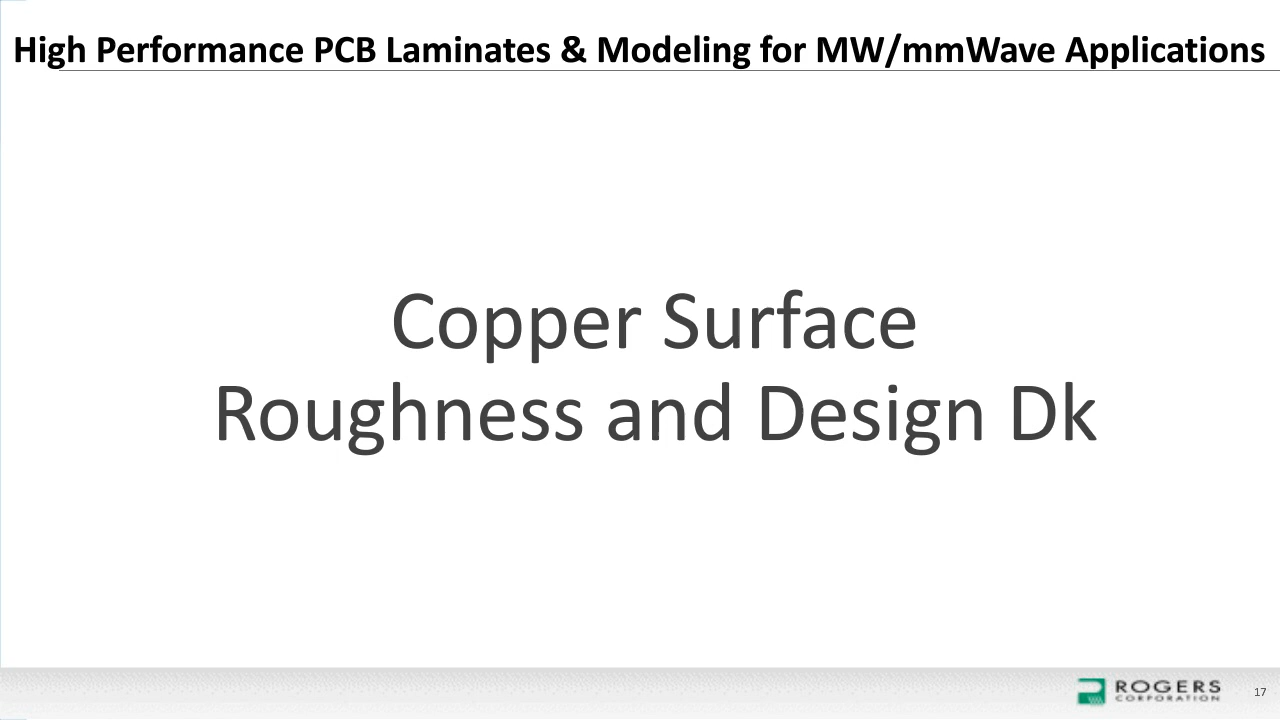 High Performance PCB Laminates & Modeling for MW/mmWave Applications
Copper Surface
Roughness and Design Dk
ROGERS
CORPORATION
17